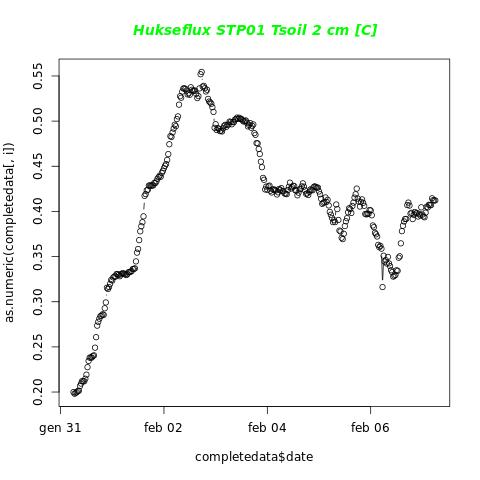 Hukseflux STP01 Tsoil 2 cm [C]
as.numeric(completedata[, i])
0.55
0.50
0.45
0.40
0.35
0.30
0.25
0.20
gen 31
feb 02
feb 04
feb 06
completedata$date